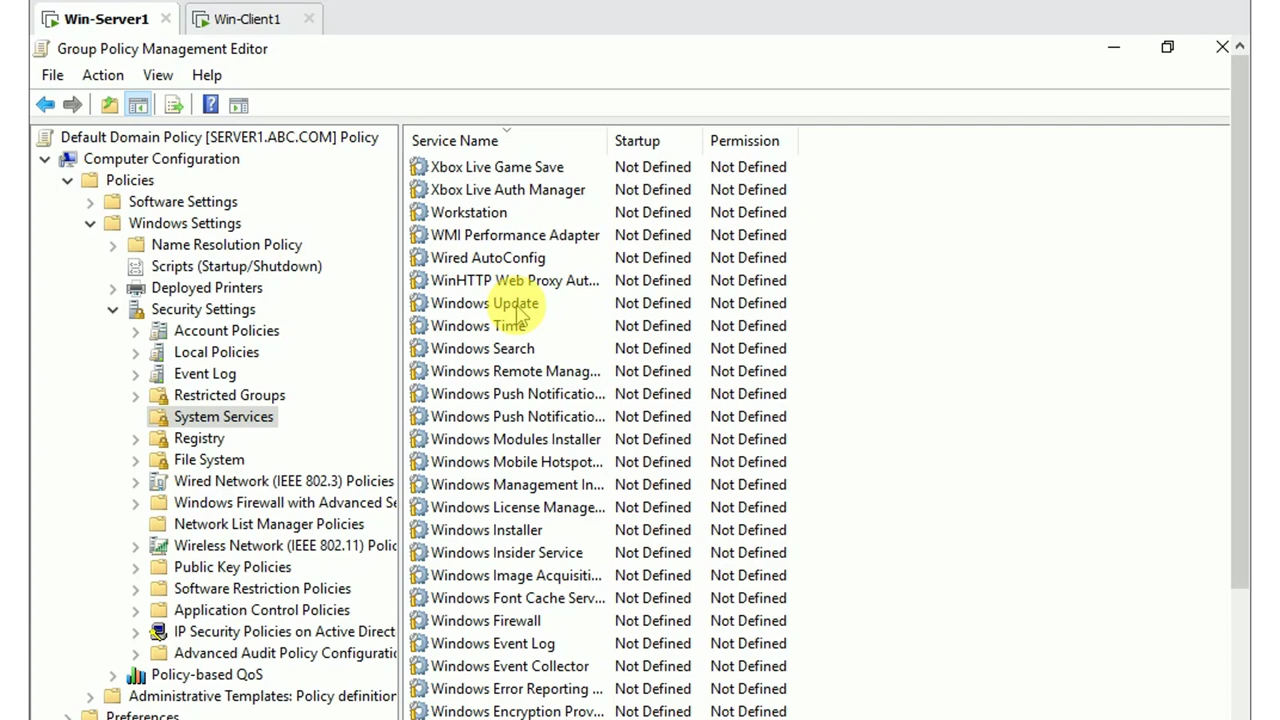 Win-Server1
Win-Client1
Group Policy Management Editor
File Action View Help
Default Domain Policy [SERVER1.ABC.COM] Policy
Computer Configuration
Policies
Software Settings
Windows Settings
Name Resolution Policy
Scripts (Startup/Shutdown)
Deployed Printers
Security Settings
Account Policies
Local Policies
Event Log
Restricted Groups
System Services
Registry
File System
Wired Network (IEEE 802.3) Policies
Windows Firewall with Advanced Se
Network List Manager Policies
Wireless Network (IEEE 802.11) Polic
Public Key Policies
Software Restriction Policies
Application Control Policies
IP Security Policies on Active Direct
Advanced Audit Policy Configuratic
Policy-based QoS
Administrative Templates: Policy definition
Preferences
Service Name Startup Permission
Xbox Live Game Save Not Defined Not Defined
Xbox Live Auth Manager Not Defined Not Defined
Workstation Not Defined Not Defined
WMI Performance Adapter Not Defined Not Defined
Wired AutoConfig Not Defined Not Defined
WinHTTP Web Proxy Aut... Not Defined Not Defined
Windows Update Not Defined Not Defined
Windows Time Not Defined Not Defined
Windows Search Not Defined Not Defined
Windows Remote Manag... Not Defined Not Defined
Windows Push Notificatio... Not Defined Not Defined
Windows Push Notificatio... Not Defined Not Defined
Windows Modules Installer Not Defined Not Defined
Windows Mobile Hotspot... Not Defined Not Defined
Windows Management In... Not Defined Not Defined
Windows License Manage... Not Defined Not Defined
Windows Installer Not Defined Not Defined
Windows Insider Service Not Defined Not Defined
Windows Image Acquisiti... Not Defined Not Defined
Windows Font Cache Serv... Not Defined Not Defined
Windows Firewall Not Defined Not Defined
Windows Event Log Not Defined Not Defined
Windows Event Collector Not Defined Not Defined
Windows Error Reporting ... Not Defined Not Defined
Windows Encryption Prov... Not Defined Not Defined